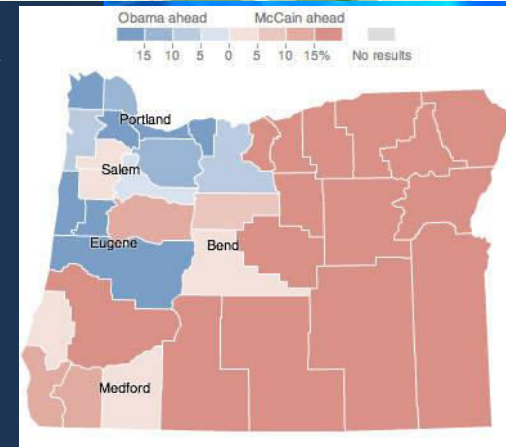 Obama ahead McCain ahead
15 10 5 0 5 10 15% No results
Portland
Salem
Eugene
Bend
Medford